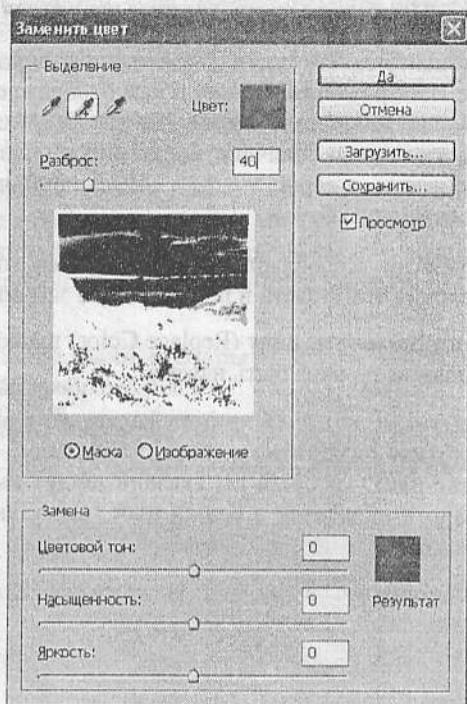 Заменить цвет
Выделение
Цвет:
Разброс:
40
Маска
Изображение
Да
Отмена
Загрузить...
Сохранить...
Просмотр
Замена
Цветовой тон:
0
Насыщенность:
0
Результат
Яркость:
0